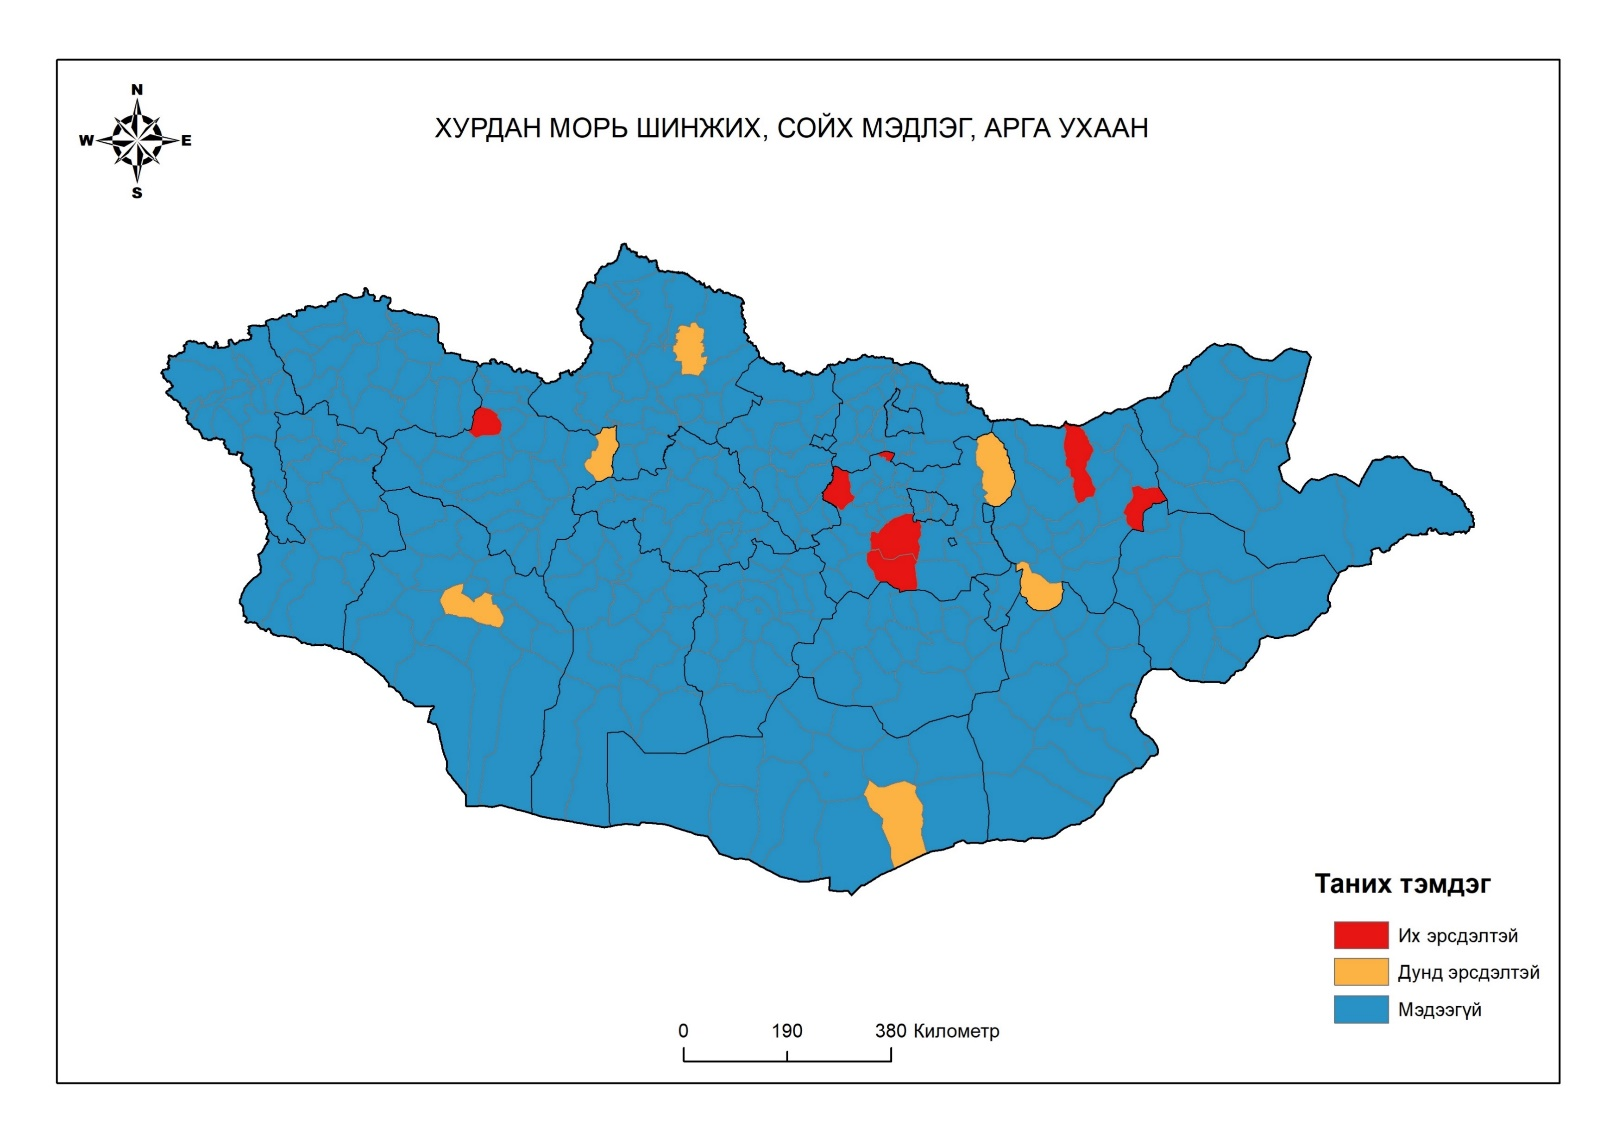 N
W E
S
ХУРДАН МОРЬ ШИНЖИХ, СОЙХ МЭДЛЭГ, АРГА УХААН
Таних тэмдэг
Их эрсдэлтэй
Дунд эрсдэлтэй
Мэдээгүй
0 190 380 Километр